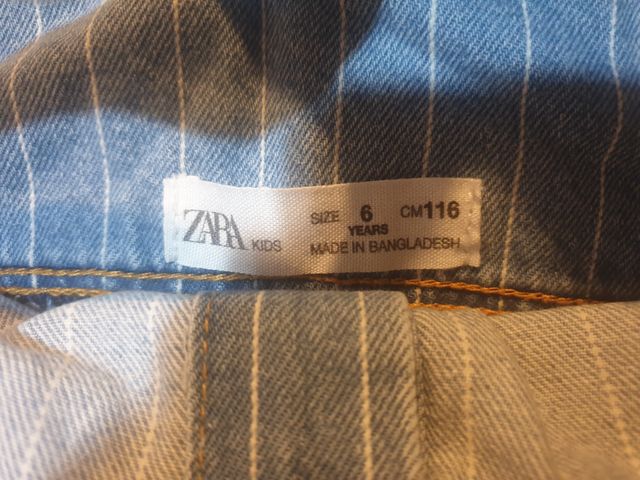 ZARA KIDS SIZE 6 YEARS CM116
MADE IN BANGLADESH